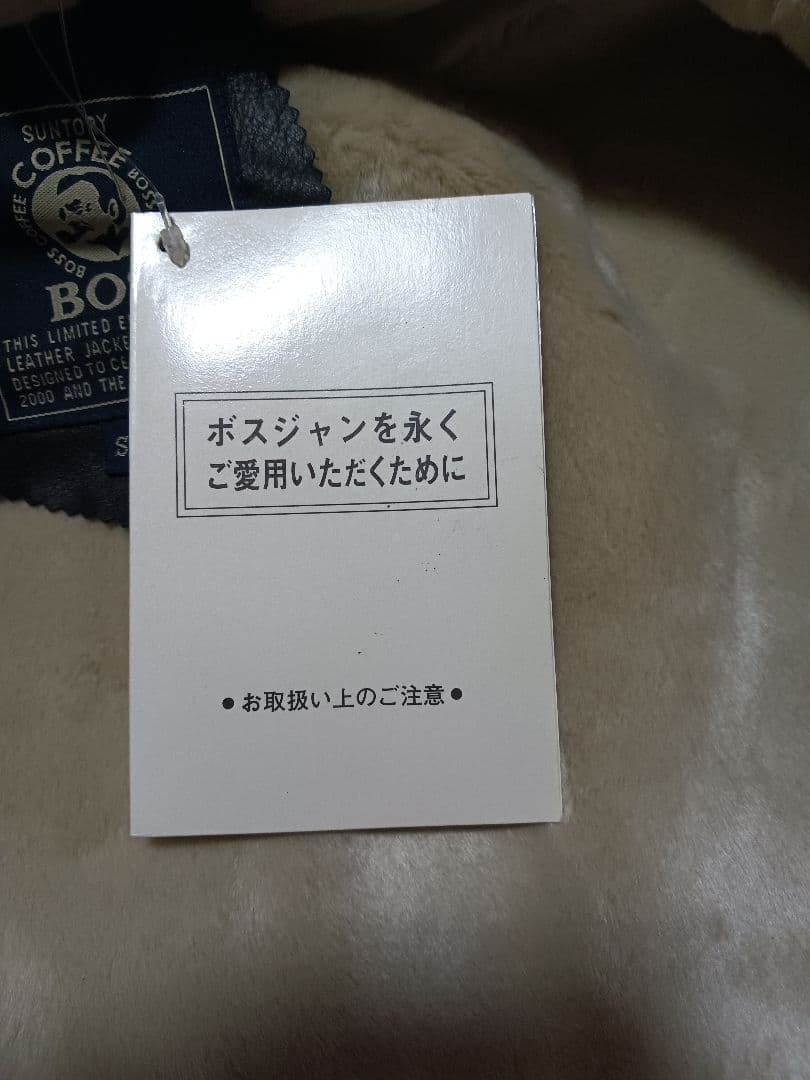 SUNTORY
COFFEE
BOSS
BOSS COFFEE
BO
THIS LIMITED E
LEATHER JACKE
DESIGNED TO CE
2000 AND THE
S
ボスジャンを永く
ご愛用いただくために
●お取扱い上のご注意●